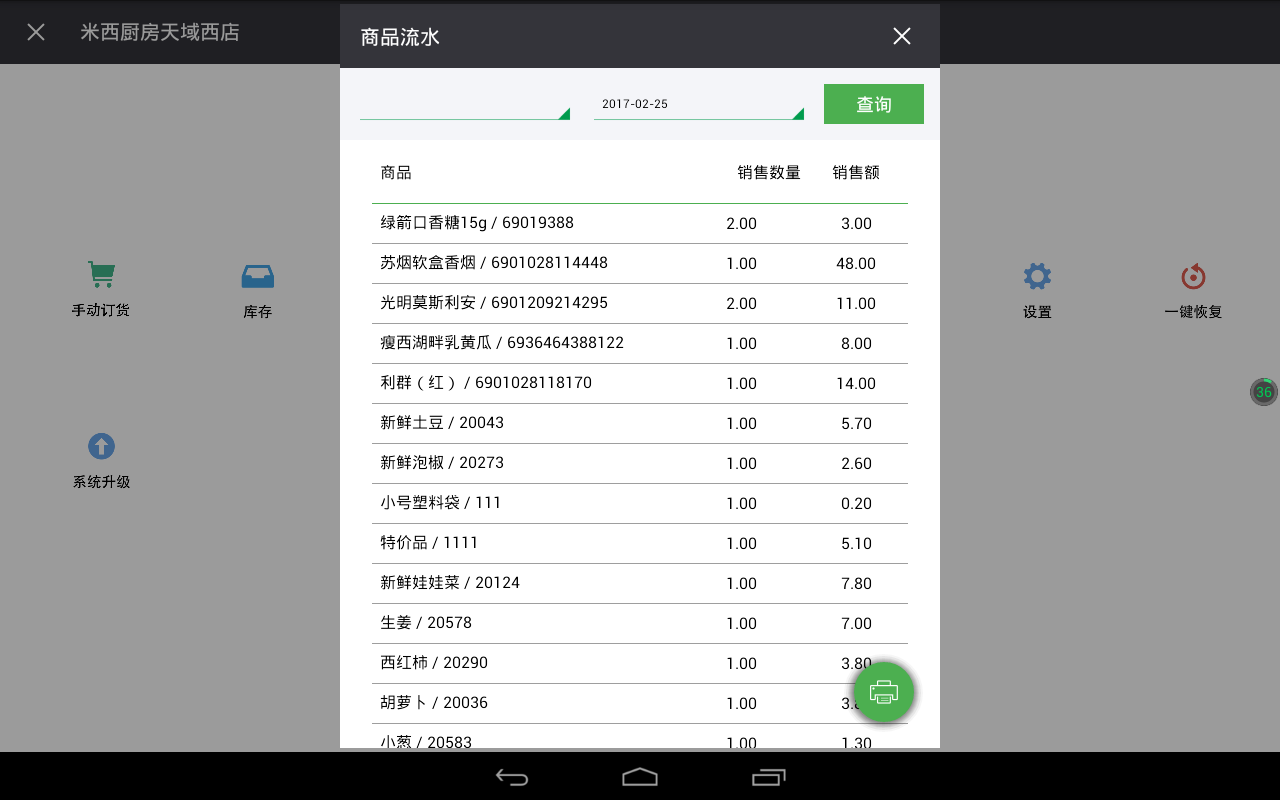 米西厨房天域西店
商品流水
2017-02-25
查询
商品 销售数量 销售额
绿箭口香糖15g / 69019388 2.00 3.00
苏烟软盒香烟 / 6901028114448 1.00 48.00
光明莫斯利安 / 6901209214295 2.00 11.00
瘦西湖畔乳黄瓜 / 6936464388122 1.00 8.00
利群（红）/ 6901028118170 1.00 14.00
新鲜土豆 / 20043 1.00 5.70
新鲜泡椒 / 20273 1.00 2.60
小号塑料袋 / 111 1.00 0.20
特价品 / 1111 1.00 5.10
新鲜娃娃菜 / 20124 1.00 7.80
生姜 / 20578 1.00 7.00
西红柿 / 20290 1.00 3.80
胡萝卜 / 20036 1.00
小葱 / 20583 1.00 1.30
手动订货
库存
设置
一键恢复
36
系统升级